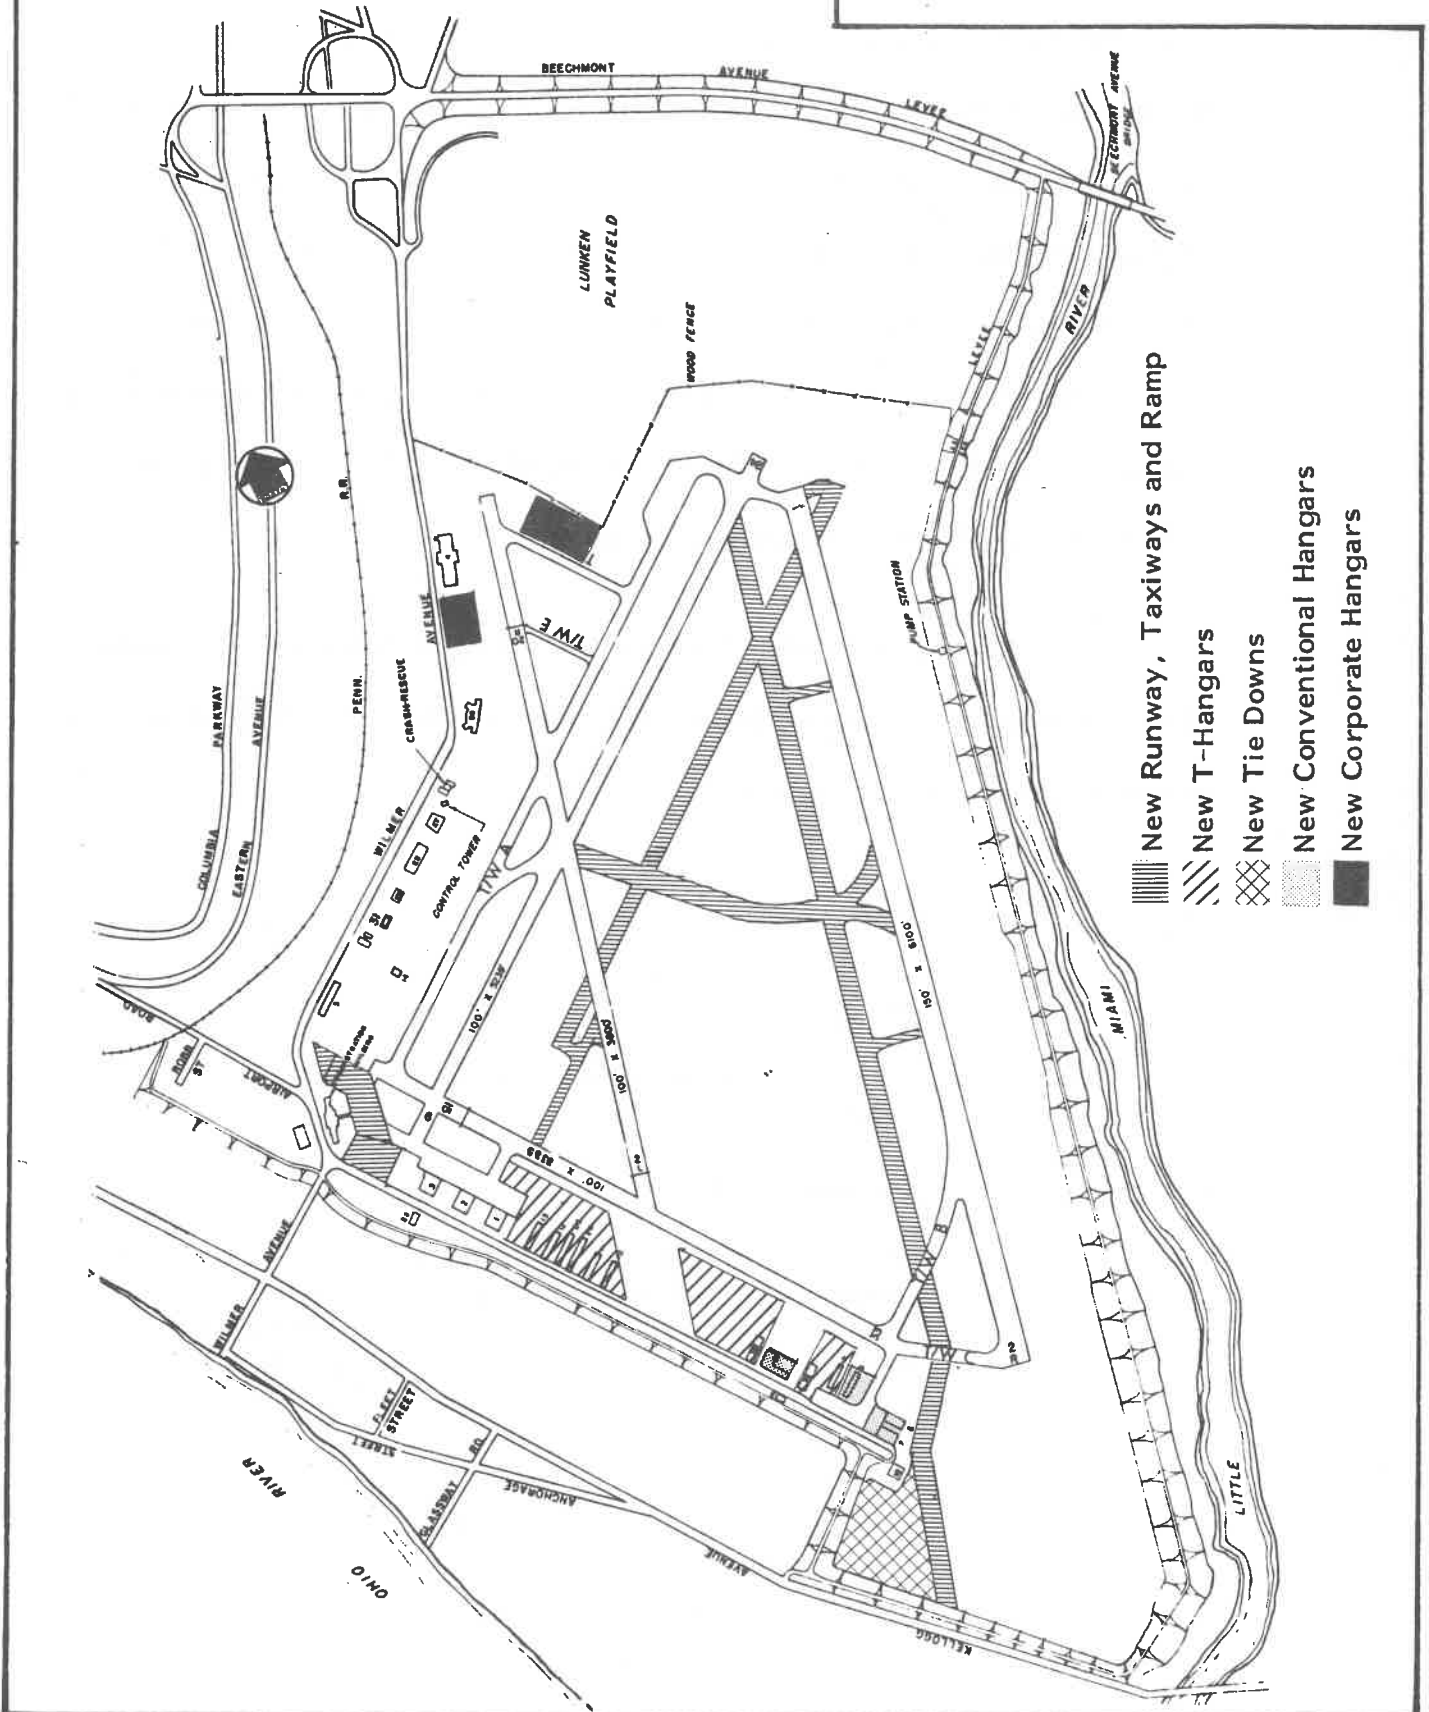 BEECHMONT AVENUE
LEVEE
BEECHMONT AVENUE
BRIDGE
LUNKEN
PLAYFIELD
WOOD FENCE
LEVEE
RIVER
R.R.
PENN.
COLUMBIA PARKWAY
EASTERN AVENUE
WILMER AVENUE
CRASH-RESCUE
CONTROL TOWER
T/W A
T/W E
PUMP STATION
ROAD
AIRPORT
ST
100' X
100' X 3800'
100' X
150' X 6100'
T/W
B
MIAMI
LITTLE
WILMER AVENUE
FLEET
STREET
STREET
ANCHORAGE
RD
GLASSWAY
RIVER
OHIO
AVENUE
KELLOGG
New Runway, Taxiways and Ramp
New T-Hangars
New Tie Downs
New Conventional Hangars
New Corporate Hangars